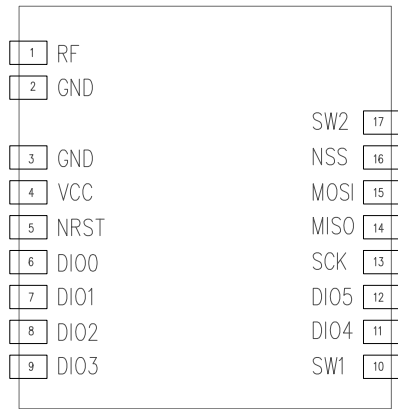 1 RF
2 GND
SW2 17
3 GND
NSS 16
4 VCC
MOSI 15
5 NRST
MISO 14
6 DIO0
SCK 13
7 DIO1
DIO5 12
8 DIO2
DIO4 11
9 DIO3
SW1 10